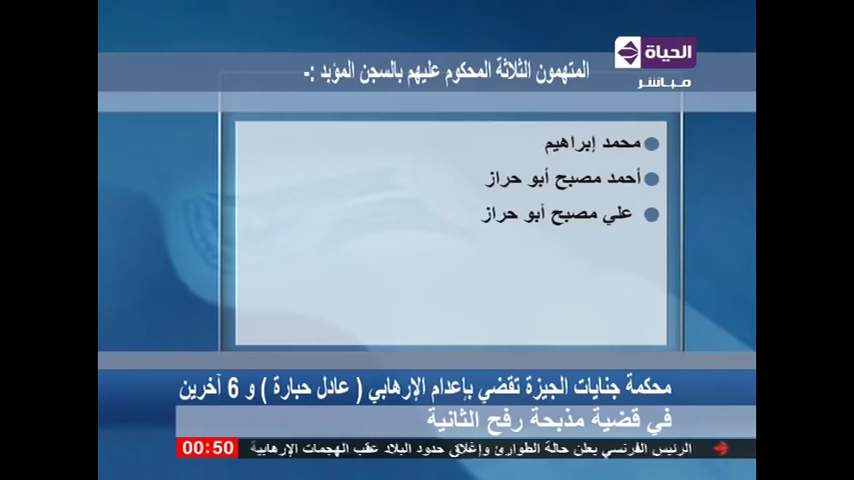 الحياة
مباشر
المتهمون الثلاثة المحكوم عليهم بالسجن المؤبد :-
محمد إبراهيم
أحمد مصبح أبو حراز
علي مصبح أبو حراز
محكمة جنايات الجيزة تقضي بإعدام الإرهابي ( عادل حبارة ) و 6 آخرين
في قضية مذبحة رفح الثانية
الرئيس الفرنسي يعلن حالة الطوارئ وإغلاق حدود البلاد عقب الهجمات الإرهابية
00:50